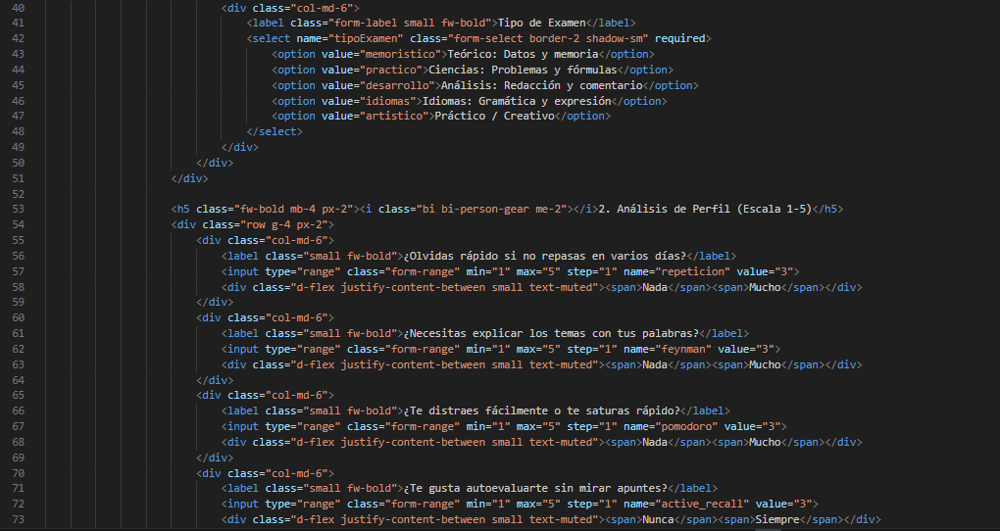 40 <div class="col-md-6">
41 <label class="form-label small fw-bold">Tipo de Examen</label>
42 <select name="tipoExamen" class="form-select border-2 shadow-sm" required>
43 <option value="memoristico">Teórico: Datos y memoria</option>
44 <option value="practico">Ciencias: Problemas y fórmulas</option>
45 <option value="desarrollo">Análisis: Redacción y comentario</option>
46 <option value="idiomas">Idiomas: Gramática y expresión</option>
47 <option value="artistico">Práctico / Creativo</option>
48 </select>
49 </div>
50 </div>
51 </div>
52
53 <h5 class="fw-bold mb-4 px-2"><i class="bi bi-person-gear me-2"></i>2. Análisis de Perfil (Escala 1-5)</h5>
54 <div class="row g-4 px-2">
55 <div class="col-md-6">
56 <label class="small fw-bold">¿Olvidas rápido si no repasas en varios días?</label>
57 <input type="range" class="form-range" min="1" max="5" step="1" name="repeticion" value="3">
58 <div class="d-flex justify-content-between small text-muted"><span>Nada</span><span>Mucho</span></div>
59 </div>
60 <div class="col-md-6">
61 <label class="small fw-bold">¿Necesitas explicar los temas con tus palabras?</label>
62 <input type="range" class="form-range" min="1" max="5" step="1" name="feynman" value="3">
63 <div class="d-flex justify-content-between small text-muted"><span>Nada</span><span>Mucho</span></div>
64 </div>
65 <div class="col-md-6">
66 <label class="small fw-bold">¿Te distraes fácilmente o te saturas rápido?</label>
67 <input type="range" class="form-range" min="1" max="5" step="1" name="pomodoro" value="3">
68 <div class="d-flex justify-content-between small text-muted"><span>Nada</span><span>Mucho</span></div>
69 </div>
70 <div class="col-md-6">
71 <label class="small fw-bold">¿Te gusta autoevaluarte sin mirar apuntes?</label>
72 <input type="range" class="form-range" min="1" max="5" step="1" name="active_recall" value="3">
73 <div class="d-flex justify-content-between small text-muted"><span>Nunca</span><span>Siempre</span></div>